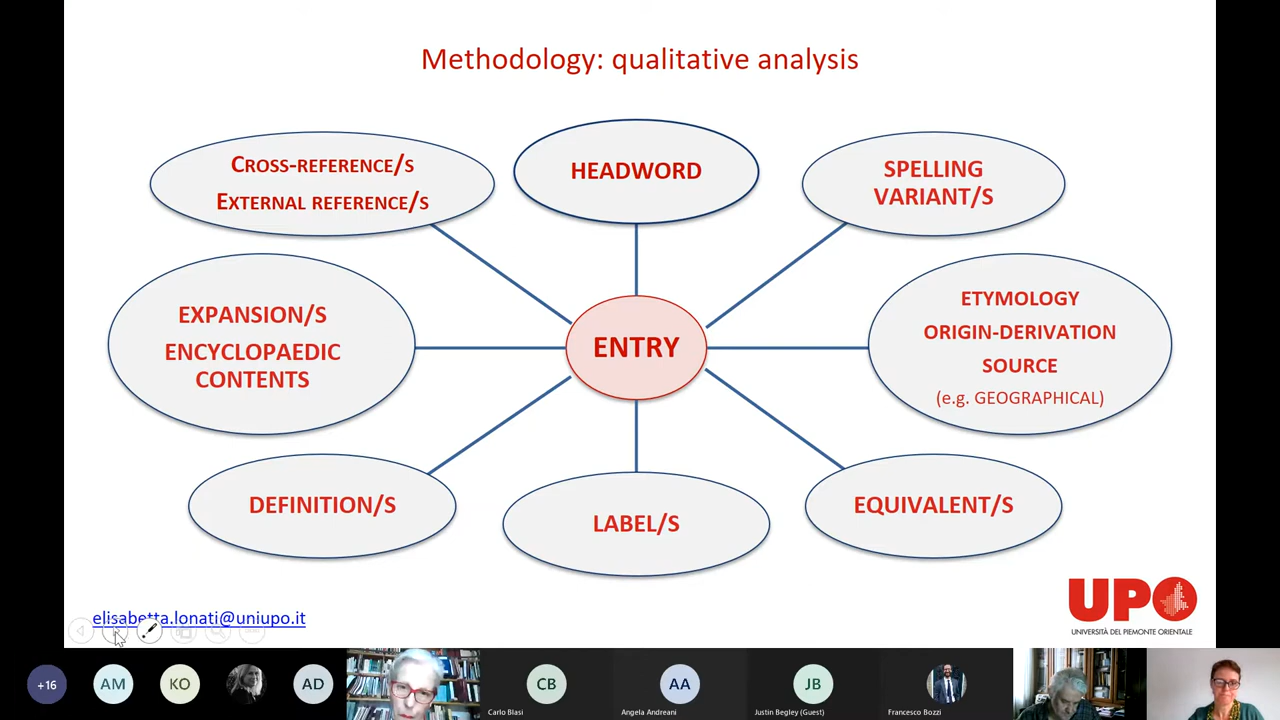 Methodology: qualitative analysis
CROSS-REFERENCE/S
EXTERNAL REFERENCE/S
HEADWORD
SPELLING
VARIANT/S
EXPANSION/S
ENCYCLOPAEDIC
CONTENTS
ENTRY
ETYMOLOGY
ORIGIN-DERIVATION
SOURCE
(e.g. GEOGRAPHICAL)
DEFINITION/S
LABEL/S
EQUIVALENT/S
elisabetta.lonati@uniupo.it
UPO
UNIVERSITÀ DEL PIEMONTE ORIENTALE
+16
AM
KO
AD
CB
Carlo Blasi
AA
Angela Andreani
JB
Justin Begley (Guest)
Francesco Bozzi